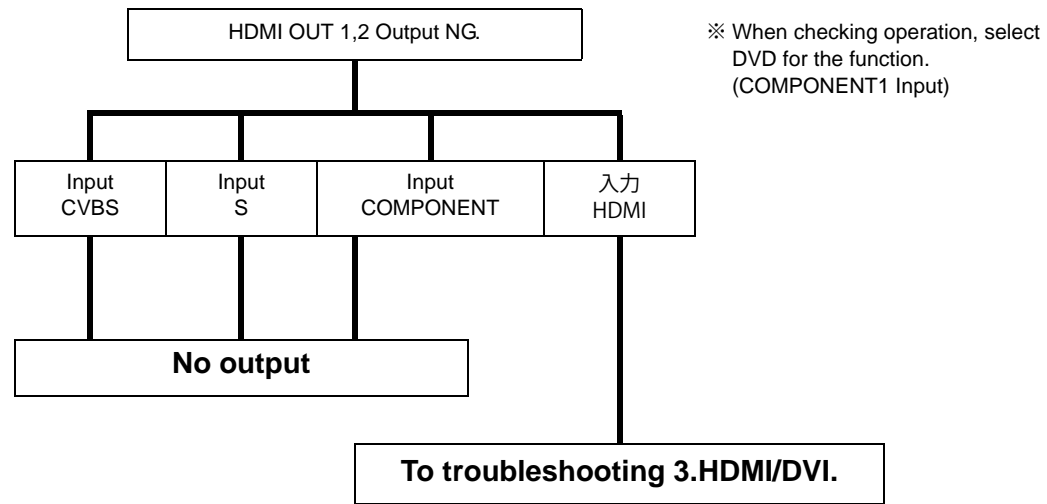 HDMI OUT 1,2 Output NG.
※ When checking operation, select
DVD for the function.
(COMPONENT1 Input)
Input
CVBS
Input
S
Input
COMPONENT
入力
HDMI
No output
To troubleshooting 3.HDMI/DVI.